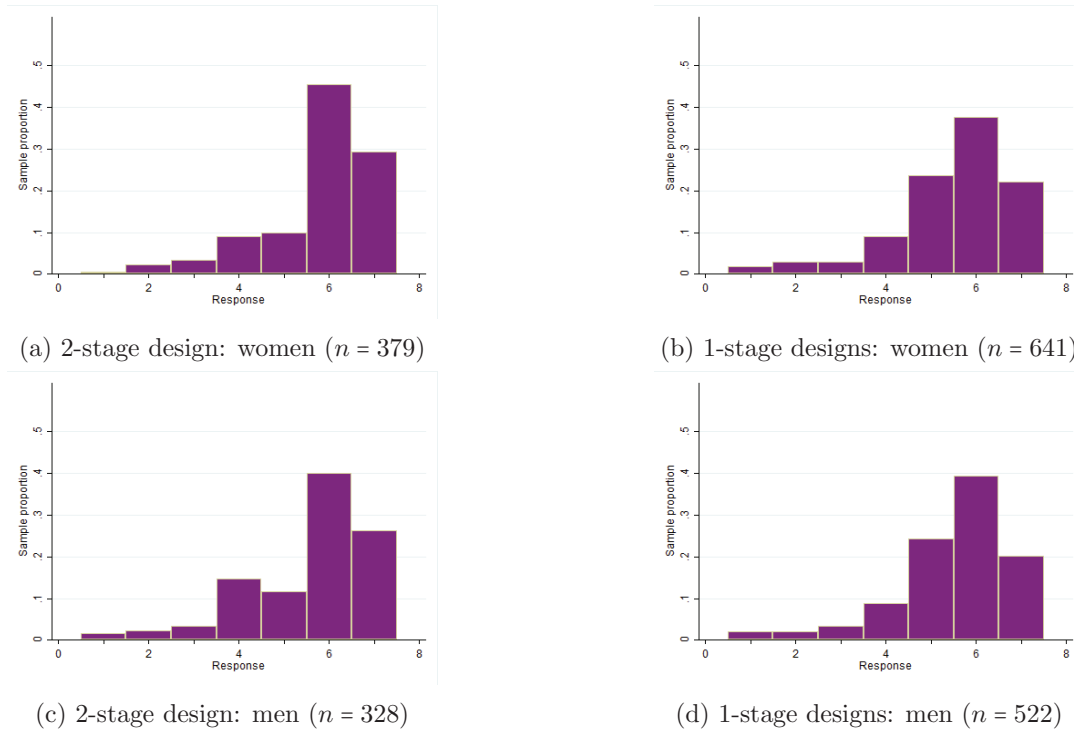 .5
.4
.3
.2
.1
0
Sample proportion
0 2 4 6 8
Response
(a) 2-stage design: women (n = 379)
.5
.4
.3
.2
.1
0
Sample proportion
0 2 4 6 8
Response
(b) 1-stage designs: women (n = 641)
.5
.4
.3
.2
.1
0
Sample proportion
0 2 4 6 8
Response
(c) 2-stage design: men (n = 328)
.5
.4
.3
.2
.1
0
Sample proportion
0 2 4 6 8
Response
(d) 1-stage designs: men (n = 522)